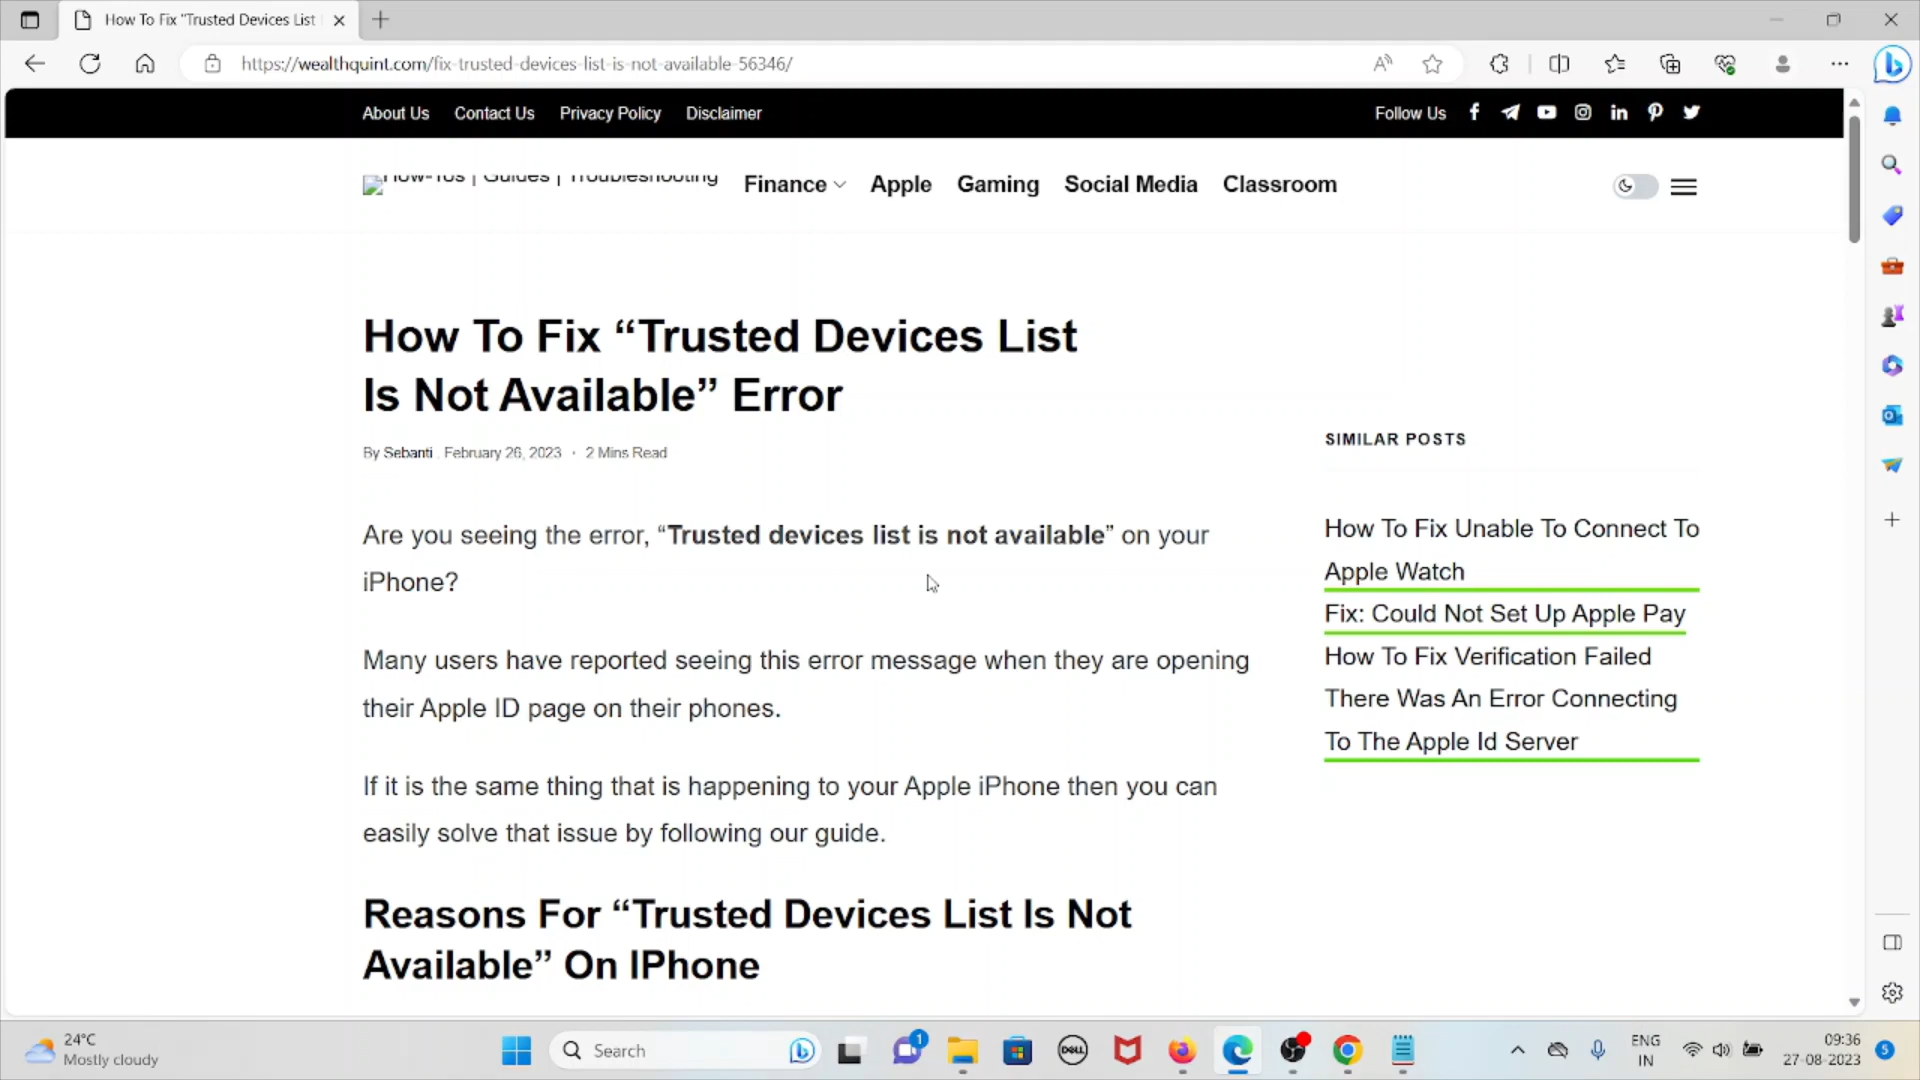 How To Fix "Trusted Devices List
https://wealthquint.com/fix-trusted-devices-list-is-not-available-56346/
About Us Contact Us Privacy Policy Disclaimer Follow Us
How-Tos | Guides | Troubleshooting Finance Apple Gaming Social Media Classroom
How To Fix “Trusted Devices List
Is Not Available” Error
By Sebanti . February 26, 2023 · 2 Mins Read
Are you seeing the error, “Trusted devices list is not available” on your
iPhone?
Many users have reported seeing this error message when they are opening
their Apple ID page on their phones.
If it is the same thing that is happening to your Apple iPhone then you can
easily solve that issue by following our guide.
Reasons For “Trusted Devices List Is Not
Available” On IPhone
SIMILAR POSTS
How To Fix Unable To Connect To
Apple Watch
Fix: Could Not Set Up Apple Pay
How To Fix Verification Failed
There Was An Error Connecting
To The Apple Id Server
24°C
Mostly cloudy
Search
1
DELL
ENG
IN
09:36
27-08-2023
5